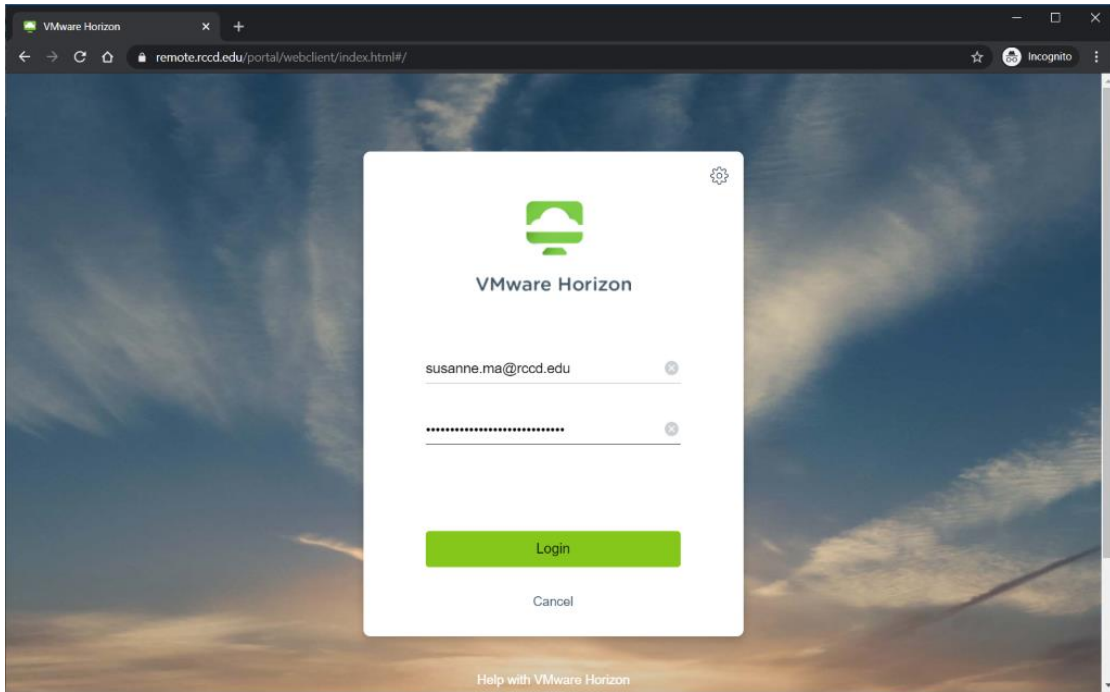 VMware Horizon
remote.rccd.edu/portal/webclient/index.html#/
Incognito
VMware Horizon
susanne.ma@rccd.edu
•••••••••••••••••••••••••••••
Login
Cancel
Help with VMware Horizon